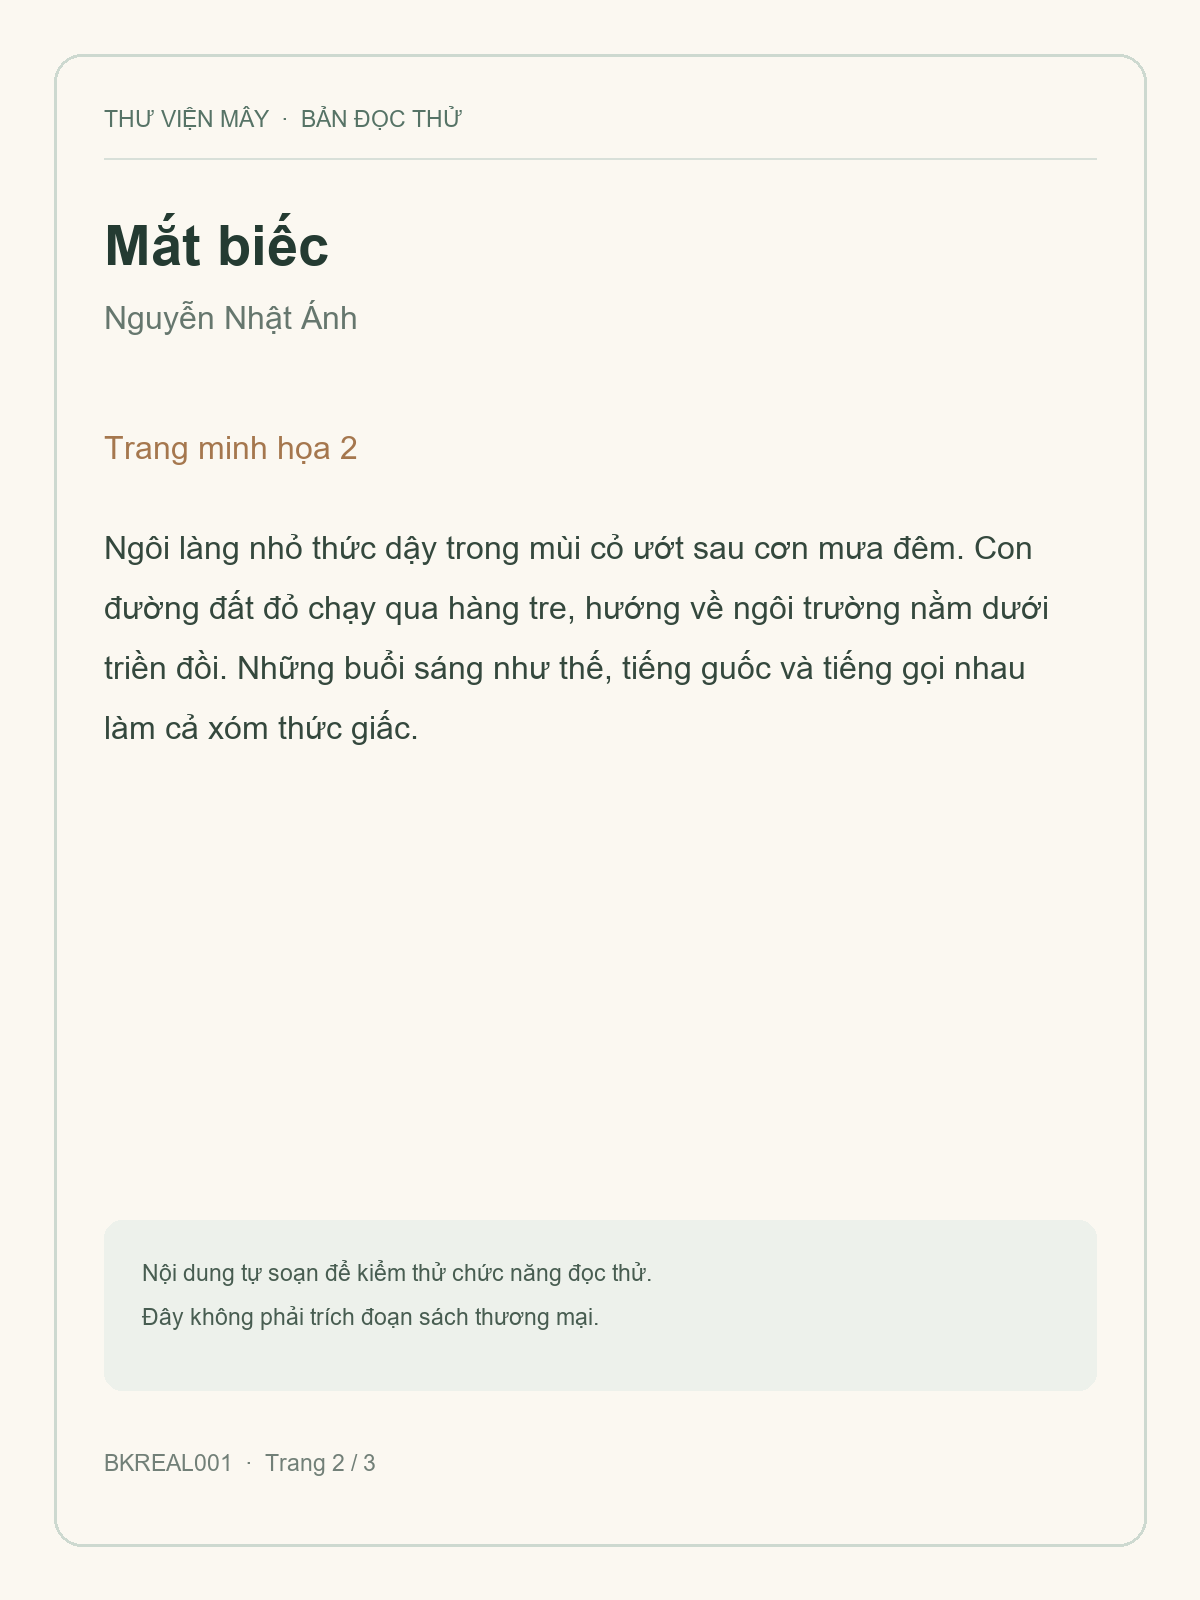 THƯ VIỆN MÂY · BẢN ĐỌC THỬ
Mắt biếc
Nguyễn Nhật Ánh
Trang minh họa 2
Ngôi làng nhỏ thức dậy trong mùi cỏ ướt sau cơn mưa đêm. Con
đường đất đỏ chạy qua hàng tre, hướng về ngôi trường nằm dưới
triền đồi. Những buổi sáng như thế, tiếng guốc và tiếng gọi nhau
làm cả xóm thức giấc.
Nội dung tự soạn để kiểm thử chức năng đọc thử.
Đây không phải trích đoạn sách thương mại.
BKREAL001 · Trang 2 / 3